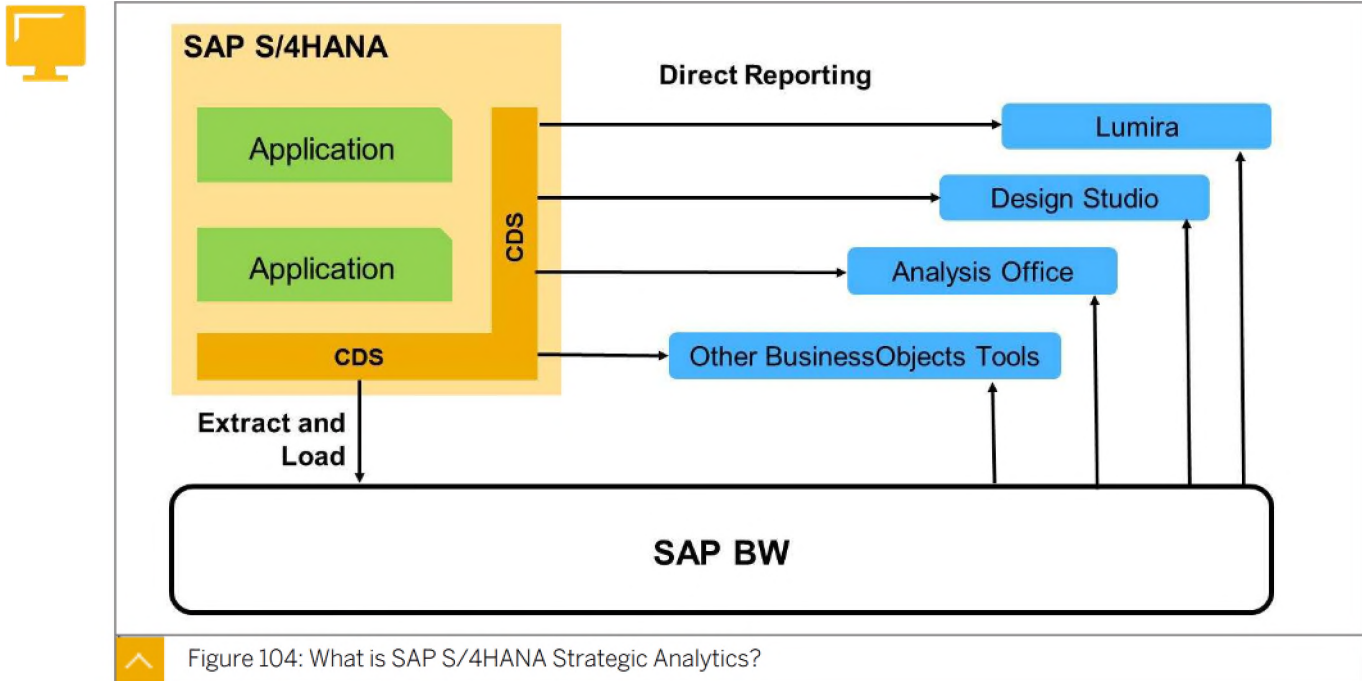 SAP S/4HANA
Direct Reporting
Application
Lumira
Design Studio
CDS
Application
Analysis Office
CDS
Other BusinessObjects Tools
Extract and
Load
SAP BW
Figure 104: What is SAP S/4HANA Strategic Analytics?